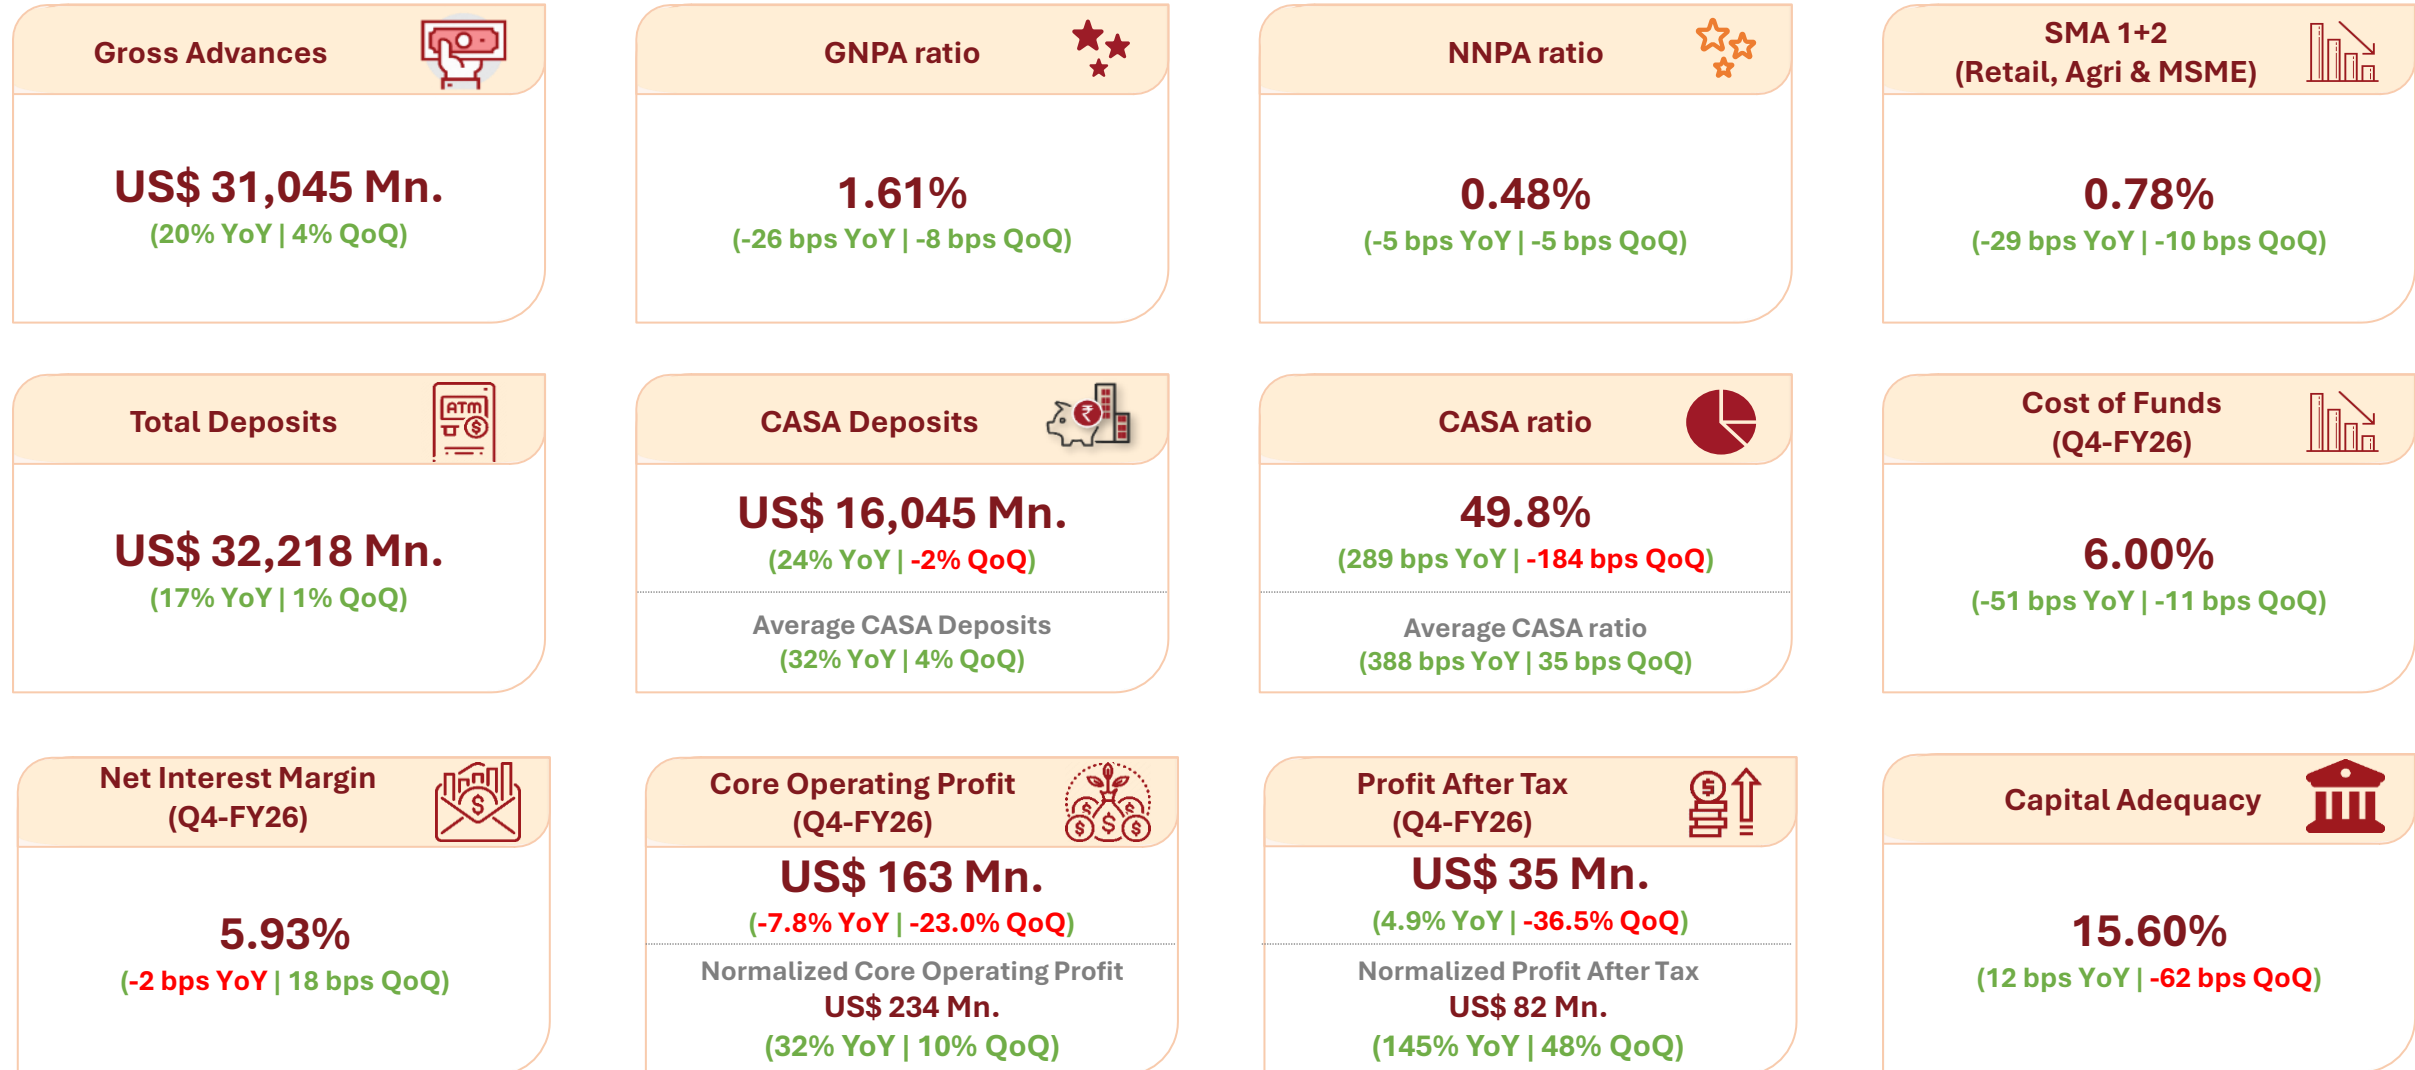 Gross Advances
US$ 31,045 Mn.
(20% YoY | 4% QoQ)
GNPA ratio
1.61%
(-26 bps YoY | -8 bps QoQ)
NNPA ratio
0.48%
(-5 bps YoY | -5 bps QoQ)
SMA 1+2
(Retail, Agri & MSME)
0.78%
(-29 bps YoY | -10 bps QoQ)
Total Deposits
ATM
$
US$ 32,218 Mn.
(17% YoY | 1% QoQ)
CASA Deposits
₹
US$ 16,045 Mn.
(24% YoY | -2% QoQ)
Average CASA Deposits
(32% YoY | 4% QoQ)
CASA ratio
49.8%
(289 bps YoY | -184 bps QoQ)
Average CASA ratio
(388 bps YoY | 35 bps QoQ)
Cost of Funds
(Q4-FY26)
6.00%
(-51 bps YoY | -11 bps QoQ)
Net Interest Margin
(Q4-FY26)
$
5.93%
(-2 bps YoY | 18 bps QoQ)
Core Operating Profit
(Q4-FY26)
$ $
$ $ $
US$ 163 Mn.
(-7.8% YoY | -23.0% QoQ)
Normalized Core Operating Profit
US$ 234 Mn.
(32% YoY | 10% QoQ)
Profit After Tax
(Q4-FY26)
$
US$ 35 Mn.
(4.9% YoY | -36.5% QoQ)
Normalized Profit After Tax
US$ 82 Mn.
(145% YoY | 48% QoQ)
Capital Adequacy
15.60%
(12 bps YoY | -62 bps QoQ)